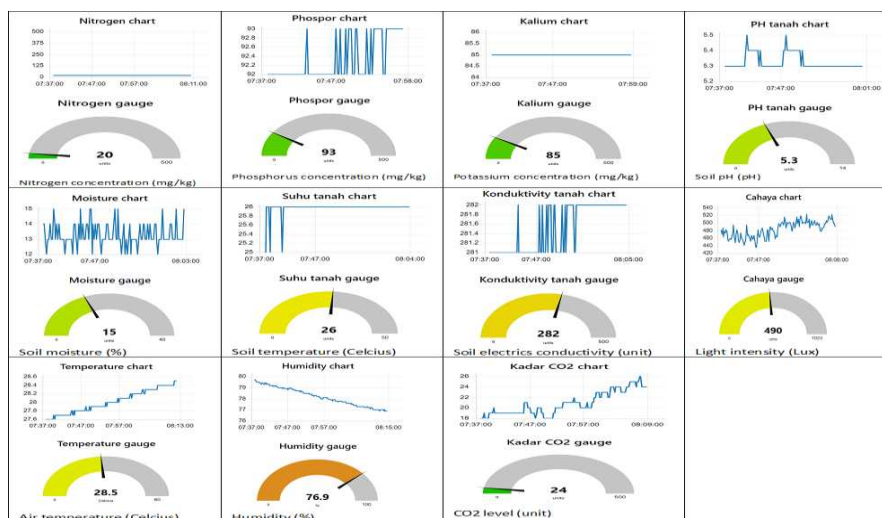 Nitrogen chart
500
375
250
125
0
07:37:00
07:47:00
07:57:00
08:11:00
Nitrogen gauge
20
units
0
500
Nitrogen concentration (mg/kg)
Phospor chart
93
92.8
92.6
92.4
92.2
92
07:37:00
07:47:00
07:58:00
Phospor gauge
93
units
0
500
Phosphorus concentration (mg/kg)
Kalium chart
86
85.5
85
84.5
84
07:37:00
07:47:00
07:59:00
Kalium gauge
85
units
0
Potassium concentration (mg/kg)
PH tanah chart
5.5
5.4
5.3
5.2
07:37:00
07:47:00
08:01:00
PH tanah gauge
5.3
units
0
14
Soil pH (pH)
Moisture chart
15
14
13
12
07:37:00
07:47:00
08:03:00
Moisture gauge
15
units
0
Soil moisture (%)
Suhu tanah chart
26
25.8
25.6
25.4
25.2
25
07:37:00
07:47:00
08:04:00
Suhu tanah gauge
26
units
0
50
Soil temperature (Celcius)
Konduktivity tanah chart
282
281.8
281.6
281.4
281.2
281
07:37:00
07:47:00
08:05:00
Konduktivity tanah gauge
282
units
0
500
Soil electrics conductivity (unit)
Cahaya chart
540
520
500
480
460
440
420
07:37:00
07:47:00
Cahaya gauge
490
units
0
Light intensity (Lux)
Temperature chart
28.6
28.4
28.2
28
27.8
27.6
07:37:00
07:47:00
07:57:00
08:13:00
Temperature gauge
28.5
Celcius
Air temperature (Celcius)
Humidity chart
80
79
78
77
76
07:37:00
07:47:00
07:57:00
08:15:00
Humidity gauge
76.9
%
0
100
Humidity (%)
Kadar CO2 chart
26
24
22
20
18
07:37:00
07:47:00
07:57:00
08:09:00
Kadar CO2 gauge
24
units
0
500
CO2 level (unit)